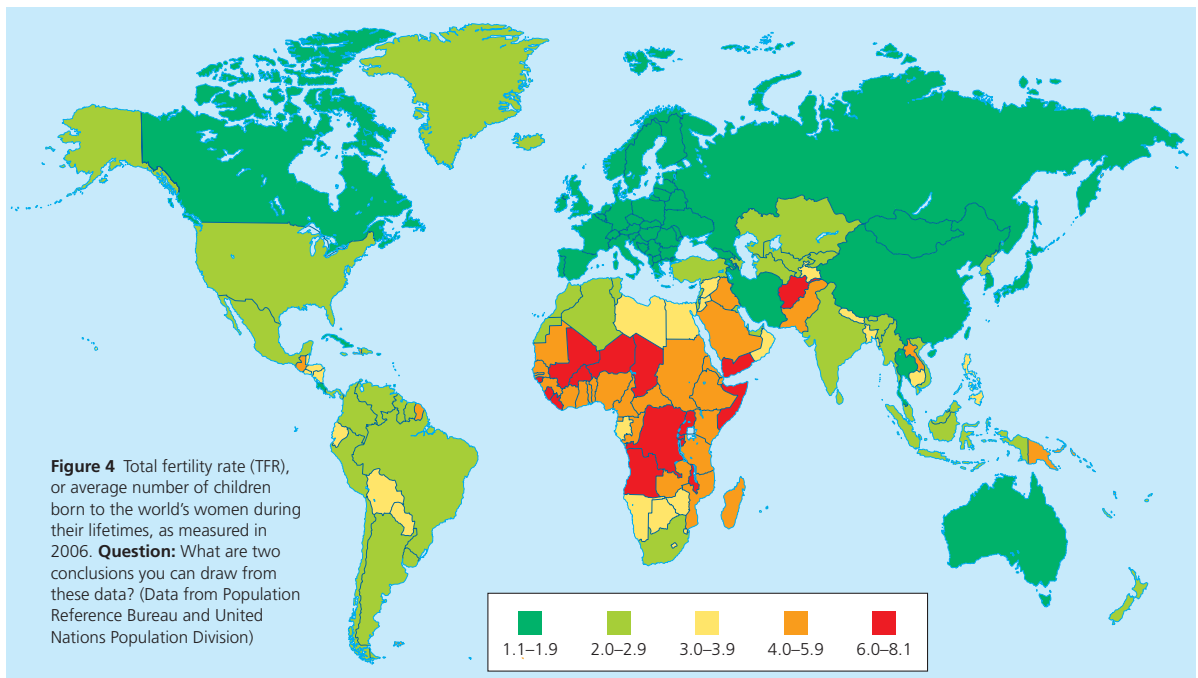 Figure 4 Total fertility rate (TFR),
or average number of children
born to the world's women during
their lifetimes, as measured in
2006. Question: What are two
conclusions you can draw from
these data? (Data from Population
Reference Bureau and United
Nations Population Division)
1.1–1.9 2.0–2.9 3.0–3.9 4.0–5.9 6.0–8.1